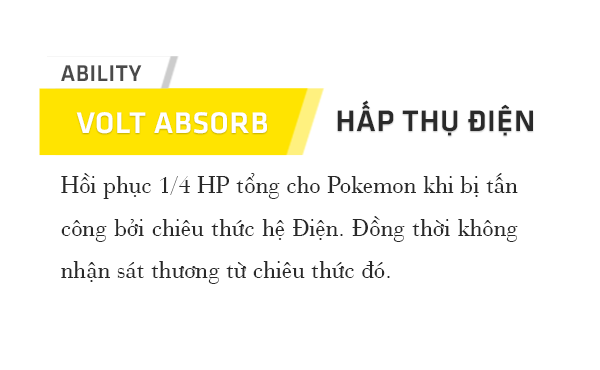 ABILITY
VOLT ABSORB
HẤP THỤ ĐIỆN
Hồi phục 1/4 HP tổng cho Pokemon khi bị tấn
công bởi chiêu thức hệ Điện. Đồng thời không
nhận sát thương từ chiêu thức đó.